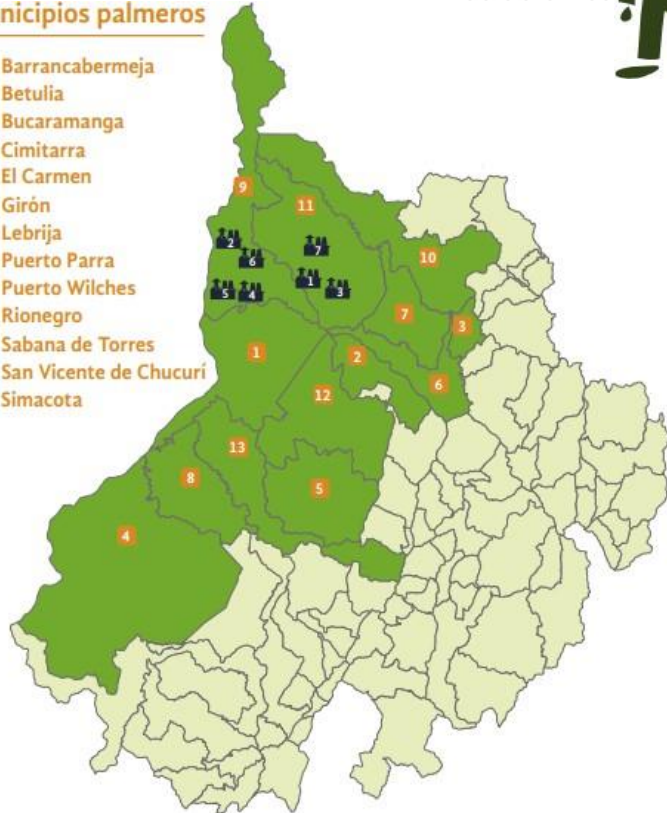 nicipios palmeros
Barrancabermeja
Betulia
Bucaramanga
Cimitarra
El Carmen
Girón
Lebrija
Puerto Parra
Puerto Wilches
Rionegro
Sabana de Torres
San Vicente de Chucurí
Simacota
9
11
2
7
6
10
1
3
5
4
7
3
1
2
6
12
13
8
5
4